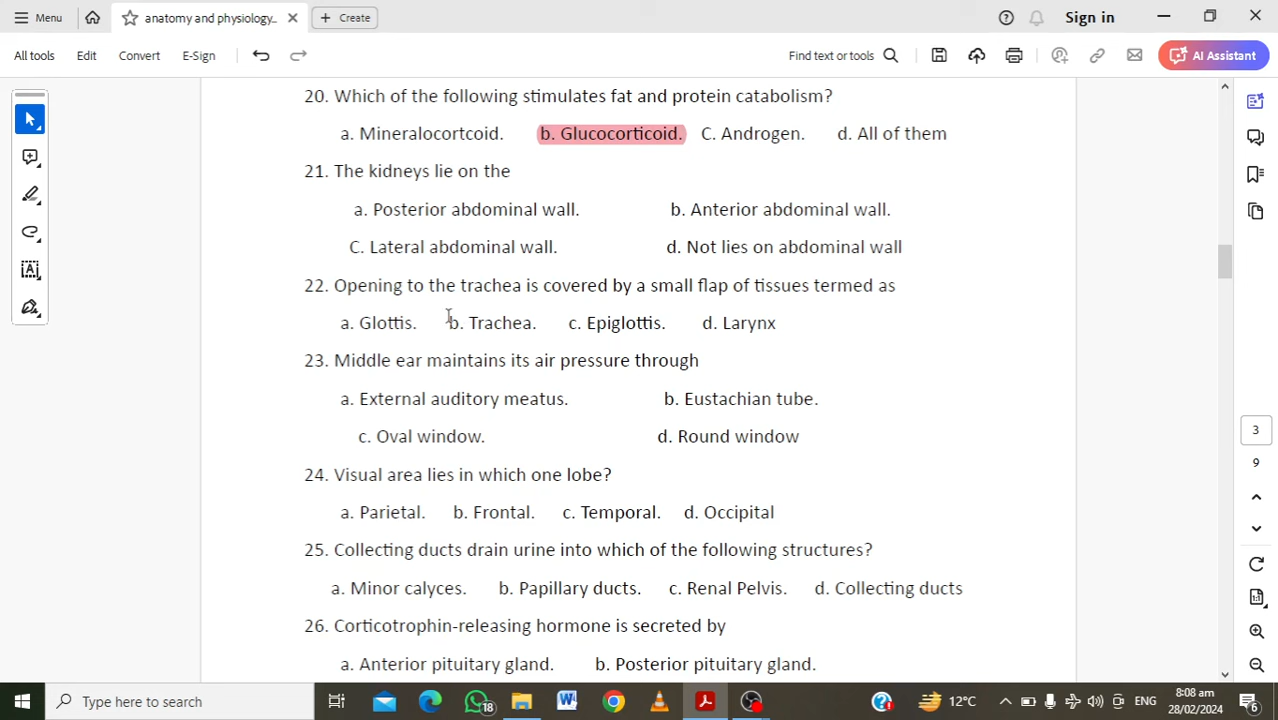 Menu anatomy and physiology... Create Sign in
All tools Edit Convert E-Sign Find text or tools AI Assistant
20. Which of the following stimulates fat and protein catabolism?
a. Mineralocortcoid. b. Glucocorticoid. C. Androgen. d. All of them
21. The kidneys lie on the
a. Posterior abdominal wall. b. Anterior abdominal wall.
C. Lateral abdominal wall. d. Not lies on abdominal wall
22. Opening to the trachea is covered by a small flap of tissues termed as
a. Glottis. b. Trachea. c. Epiglottis. d. Larynx
23. Middle ear maintains its air pressure through
a. External auditory meatus. b. Eustachian tube.
c. Oval window. d. Round window
3
24. Visual area lies in which one lobe?
9
a. Parietal. b. Frontal. c. Temporal. d. Occipital
25. Collecting ducts drain urine into which of the following structures?
a. Minor calyces. b. Papillary ducts. c. Renal Pelvis. d. Collecting ducts
26. Corticotrophin-releasing hormone is secreted by
a. Anterior pituitary gland. b. Posterior pituitary gland.
Type here to search 18 12°C ENG 8:08 am
28/02/2024 6